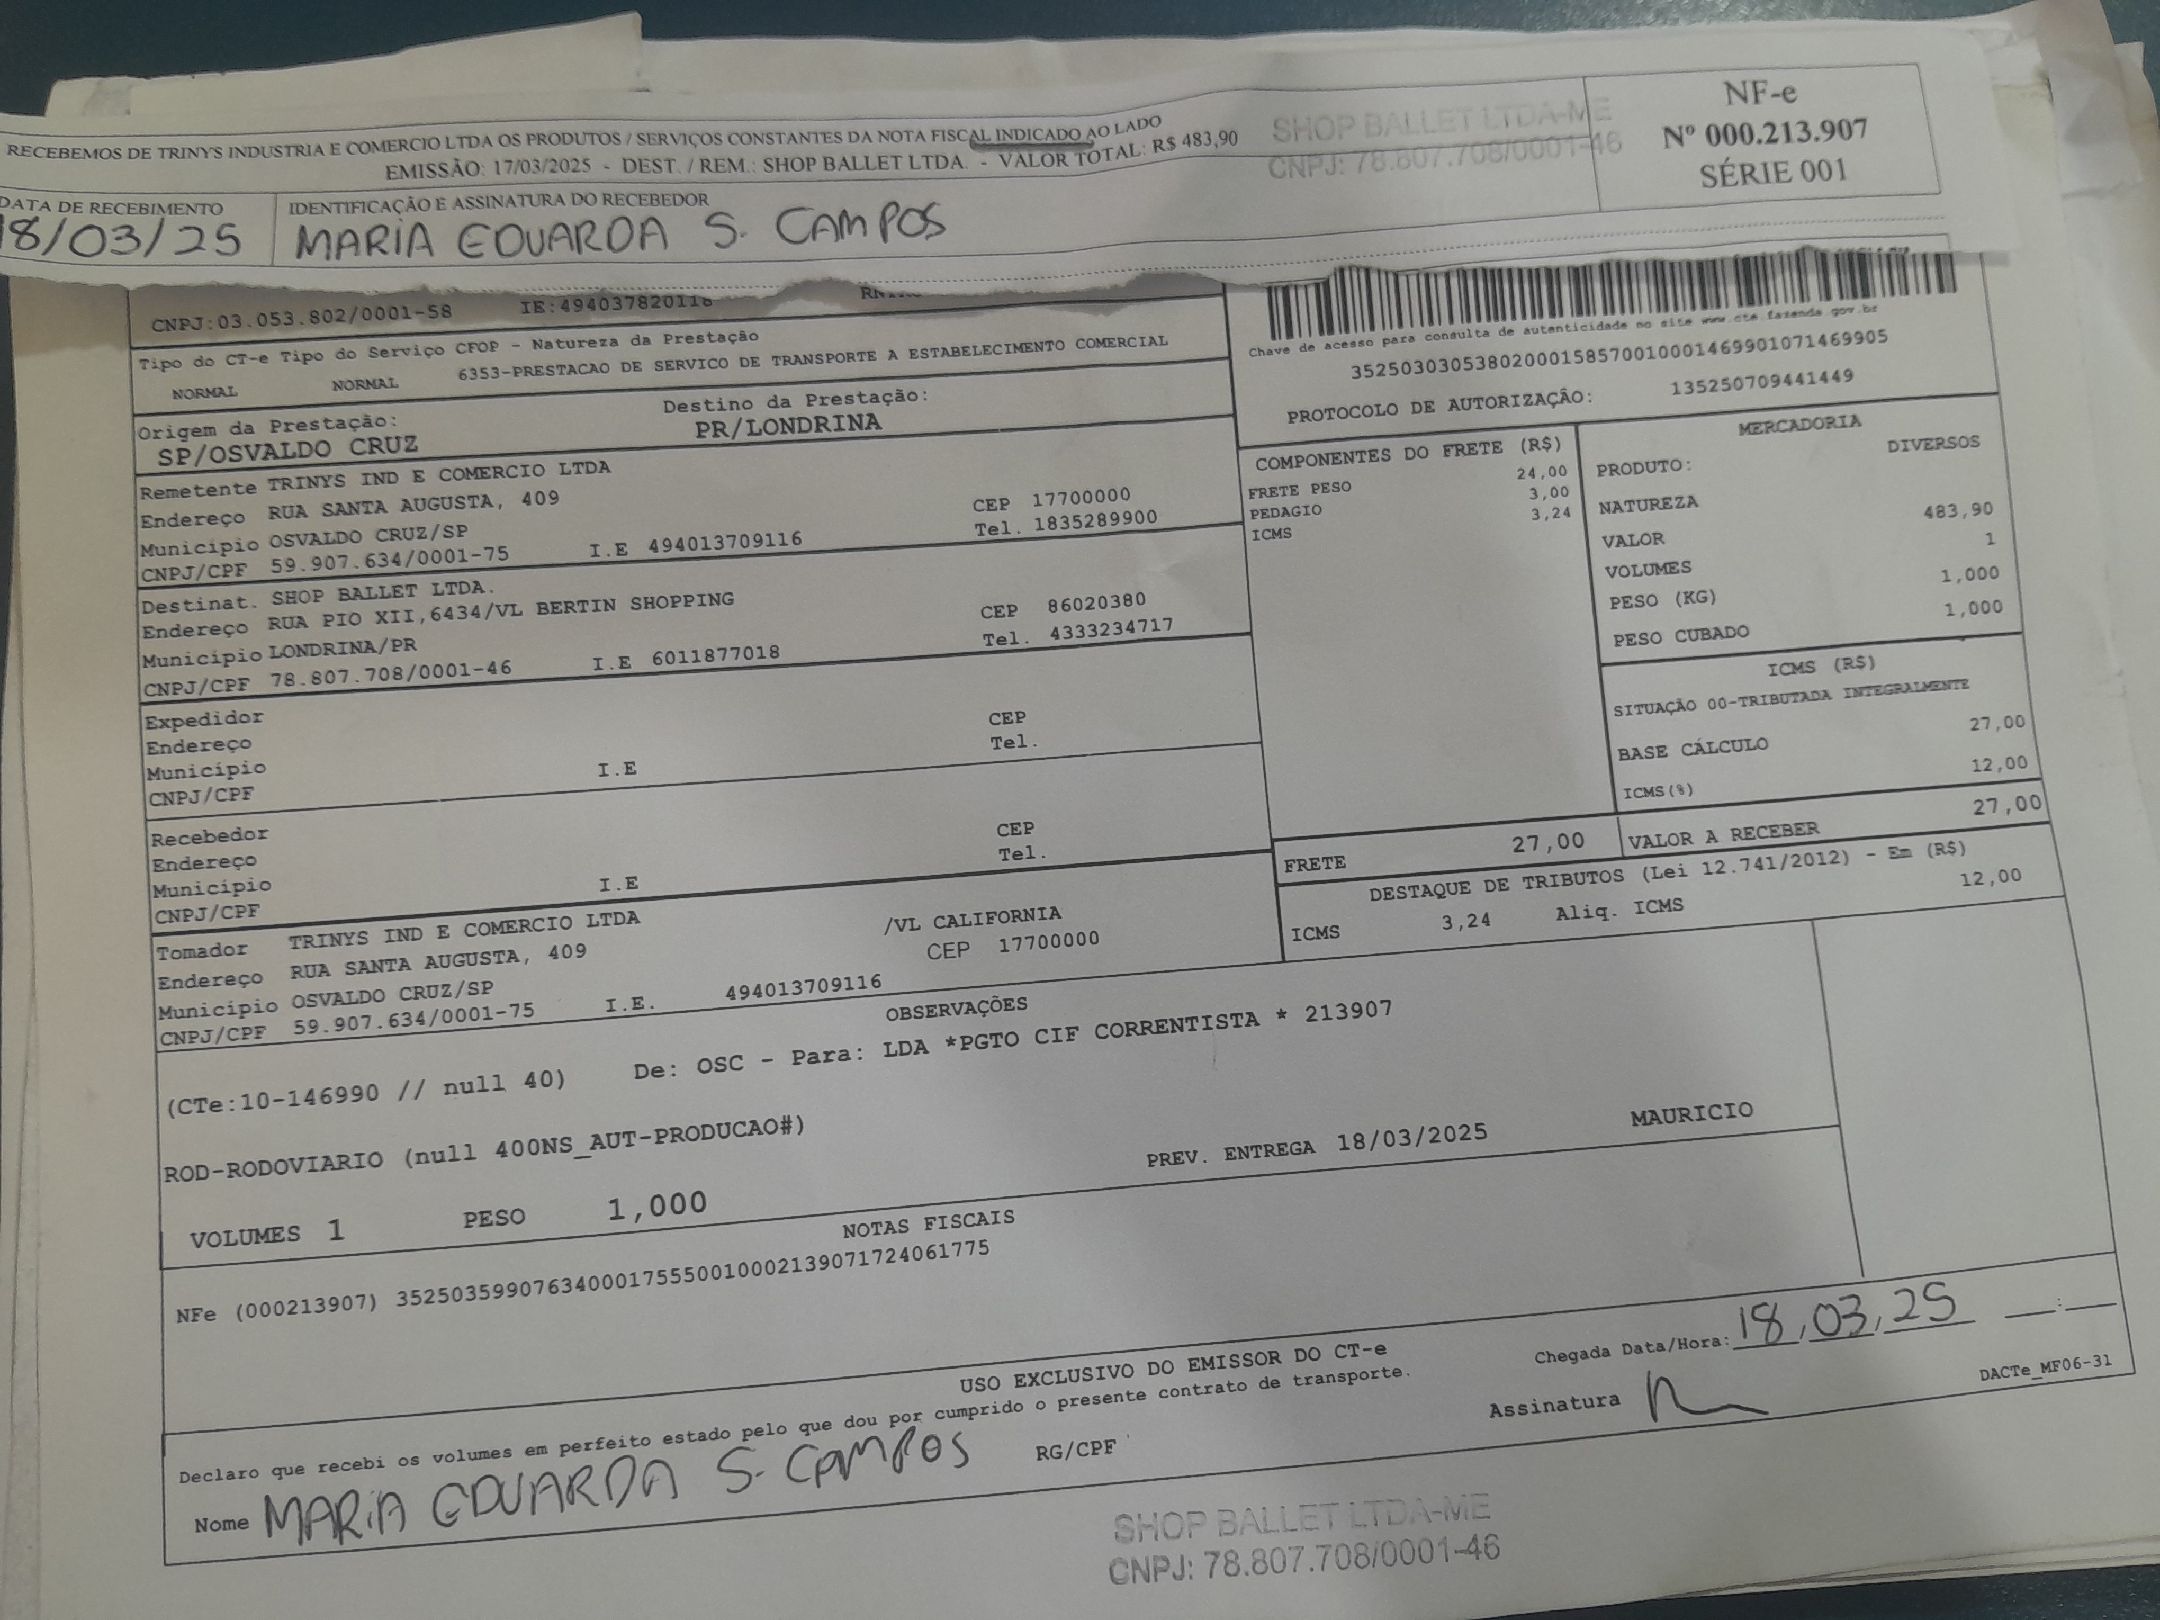 RECEBEMOS DE TRINYS INDUSTRIA E COMERCIO LTDA OS PRODUTOS / SERVIÇOS CONSTANTES DA NOTA FISCAL INDICADO AO LADO
EMISSÃO: 17/03/2025 - DEST. / REM.: SHOP BALLET LTDA. - VALOR TOTAL: R$ 483,90
SHOP BALLET LTDA-ME
CNPJ: 78.807.708/0001-46
NF-e
Nº 000.213.907
SÉRIE 001
DATA DE RECEBIMENTO
18/03/25
IDENTIFICAÇÃO E ASSINATURA DO RECEBEDOR
MARIA EDUARDA S. CAMPOS
CNPJ:03.053.802/0001-58 IE:494037820118
Tipo do CT-e Tipo do Serviço CFOP - Natureza da Prestação
NORMAL NORMAL 6353-PRESTACAO DE SERVICO DE TRANSPORTE A ESTABELECIMENTO COMERCIAL
Chave de acesso para consulta de autenticidade no site www.cte.fazenda.gov.br
35250303053802000158570010001469901071469905
PROTOCOLO DE AUTORIZAÇÃO: 135250709441449
Origem da Prestação: Destino da Prestação:
SP/OSVALDO CRUZ PR/LONDRINA
Remetente TRINYS IND E COMERCIO LTDA
Endereço RUA SANTA AUGUSTA, 409 CEP 17700000
Município OSVALDO CRUZ/SP Tel. 1835289900
CNPJ/CPF 59.907.634/0001-75 I.E 494013709116
Destinat. SHOP BALLET LTDA.
Endereço RUA PIO XII,6434/VL BERTIN SHOPPING CEP 86020380
Município LONDRINA/PR Tel. 4333234717
CNPJ/CPF 78.807.708/0001-46 I.E 6011877018
Expedidor
Endereço CEP
Município Tel.
CNPJ/CPF I.E
Recebedor
Endereço CEP
Município Tel.
CNPJ/CPF I.E
Tomador TRINYS IND E COMERCIO LTDA
Endereço RUA SANTA AUGUSTA, 409 /VL CALIFORNIA
Município OSVALDO CRUZ/SP CEP 17700000
CNPJ/CPF 59.907.634/0001-75 I.E. 494013709116
COMPONENTES DO FRETE (R$)
FRETE PESO 24,00
PEDAGIO 3,00
ICMS 3,24
MERCADORIA
PRODUTO: DIVERSOS
NATUREZA
VALOR 483,90
VOLUMES 1
PESO (KG) 1,000
PESO CUBADO 1,000
ICMS (R$)
SITUAÇÃO 00-TRIBUTADA INTEGRALMENTE
BASE CÁLCULO 27,00
ICMS(%) 12,00
FRETE 27,00 VALOR A RECEBER 27,00
DESTAQUE DE TRIBUTOS (Lei 12.741/2012) - Em (R$)
ICMS 3,24 Aliq. ICMS 12,00
OBSERVAÇÕES
(CTe:10-146990 // null 40) De: OSC - Para: LDA *PGTO CIF CORRENTISTA * 213907
ROD-RODOVIARIO (null 400NS_AUT-PRODUCAO#)
PREV. ENTREGA 18/03/2025 MAURICIO
VOLUMES 1 PESO 1,000
NOTAS FISCAIS
NFe (000213907) 35250359907634000175550010002139071724061775
USO EXCLUSIVO DO EMISSOR DO CT-e
Declaro que recebi os volumes em perfeito estado pelo que dou por cumprido o presente contrato de transporte.
Chegada Data/Hora: 18/03/25 __:__
DACTe_MF06-31
Nome MARIA EDUARDA S. CAMPOS RG/CPF Assinatura
SHOP BALLET LTDA-ME
CNPJ: 78.807.708/0001-46